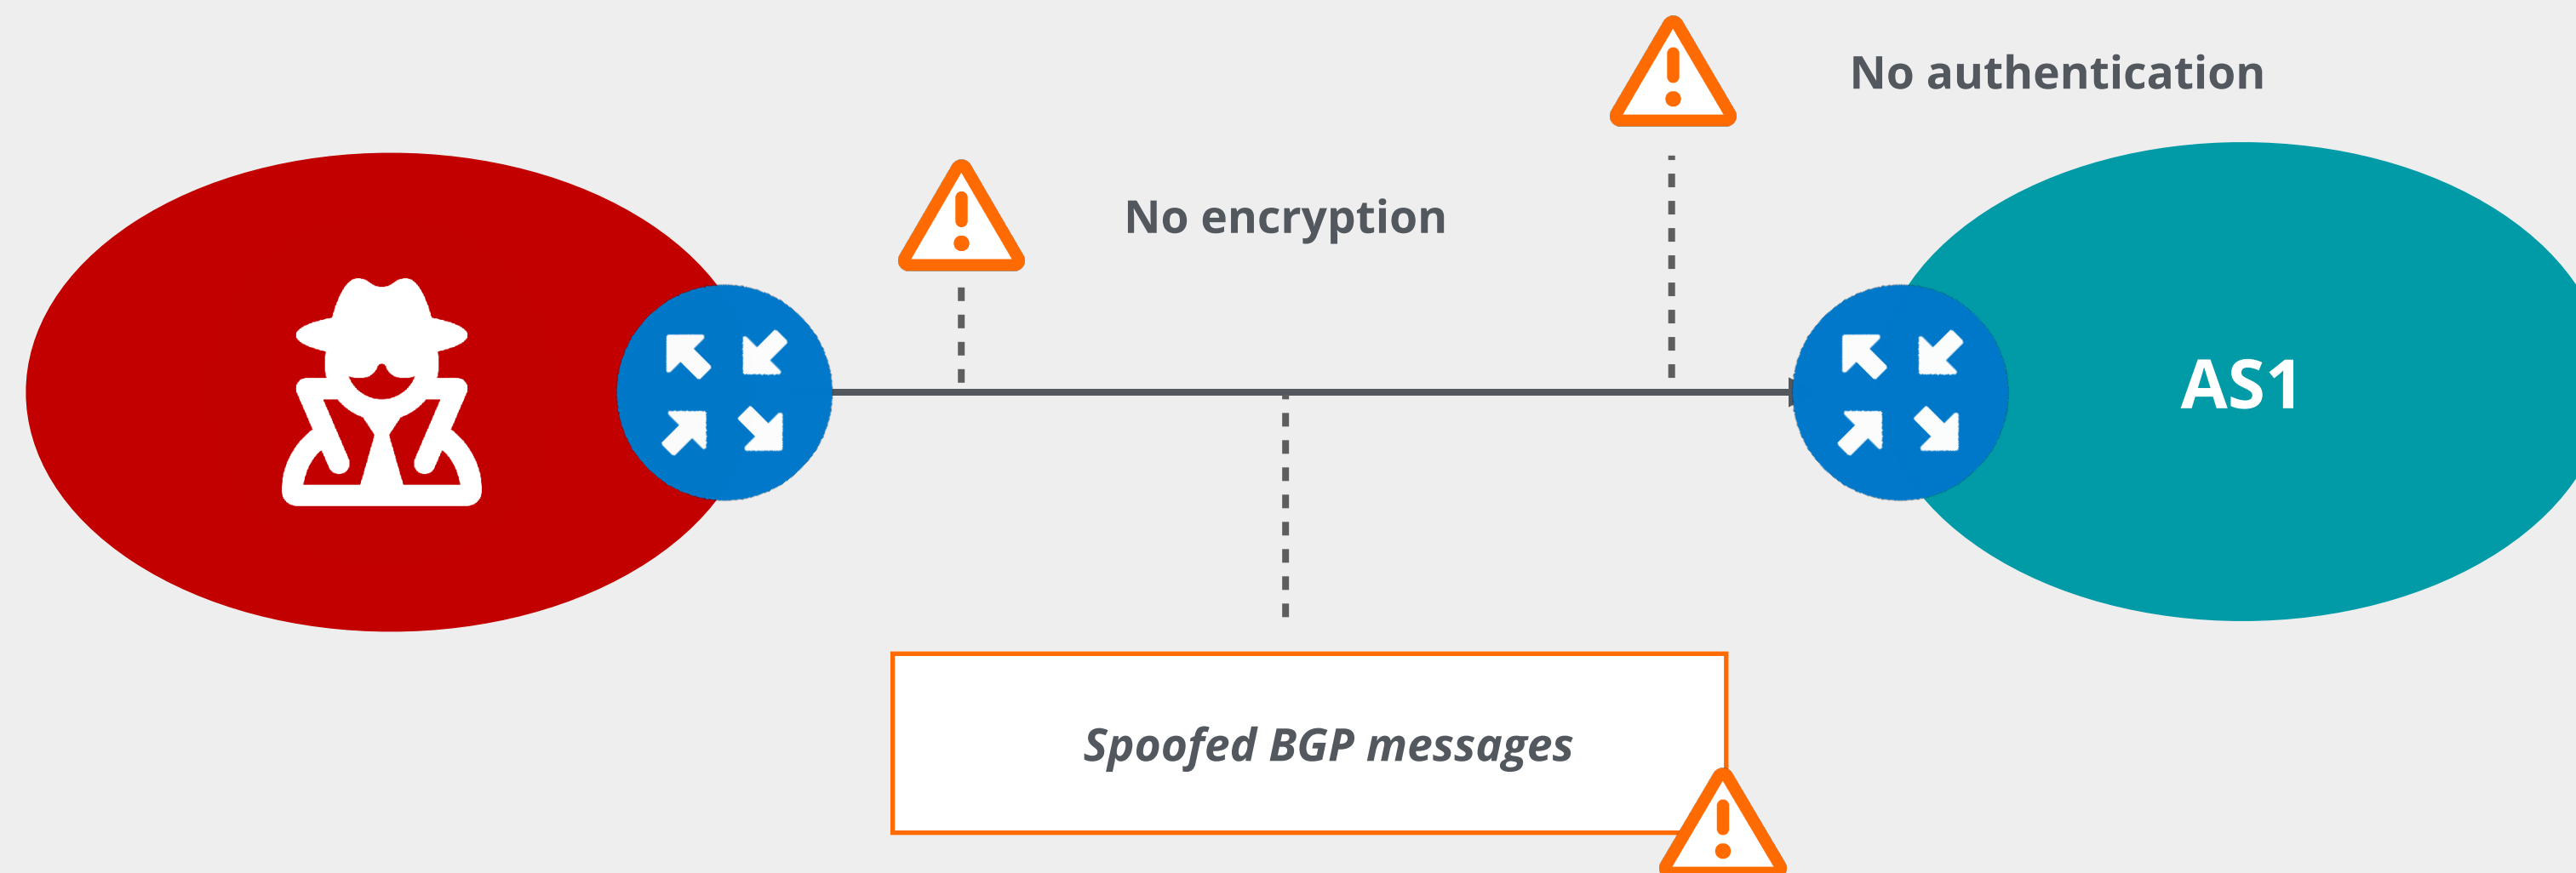 No authentication
No encryption
AS1
Spoofed BGP messages